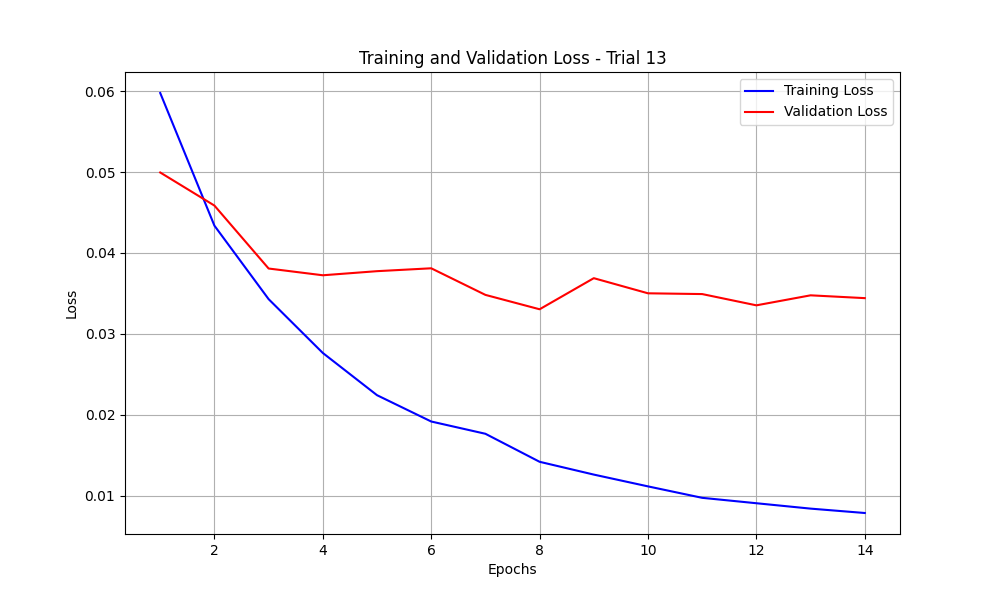 Training and Validation Loss - Trial 13
Training Loss
Validation Loss
Loss
0.06
0.05
0.04
0.03
0.02
0.01
2 4 6 8 10 12 14
Epochs